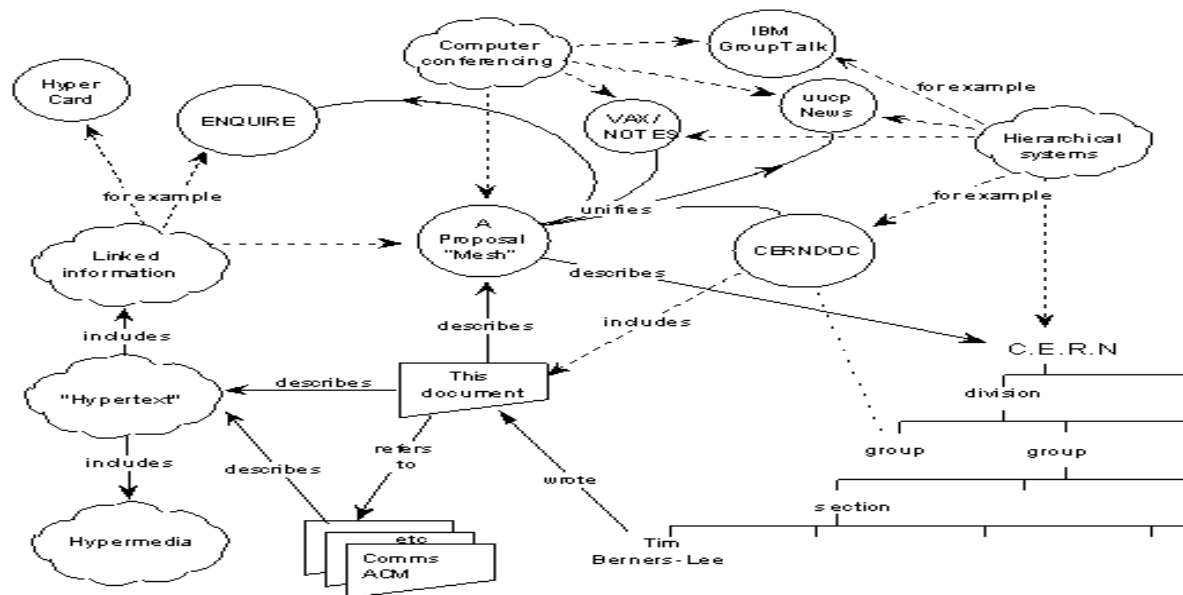 IBM
GroupTalk
Computer
conferencing
Hyper
Card
for example
uucp
News
ENQUIRE
VAX/
NOTES
Hierarchical
systems
for example
unifies
for example
A
Proposal
"Mesh"
Linked
information
CERNDOC
describes
describes
includes
includes
C.E.R.N
This
document
describes
division
"Hypertext"
refers
to
group
group
includes
describes
wrote
section
Hypermedia
etc
Tim
Berners-Lee
Comms
ACM